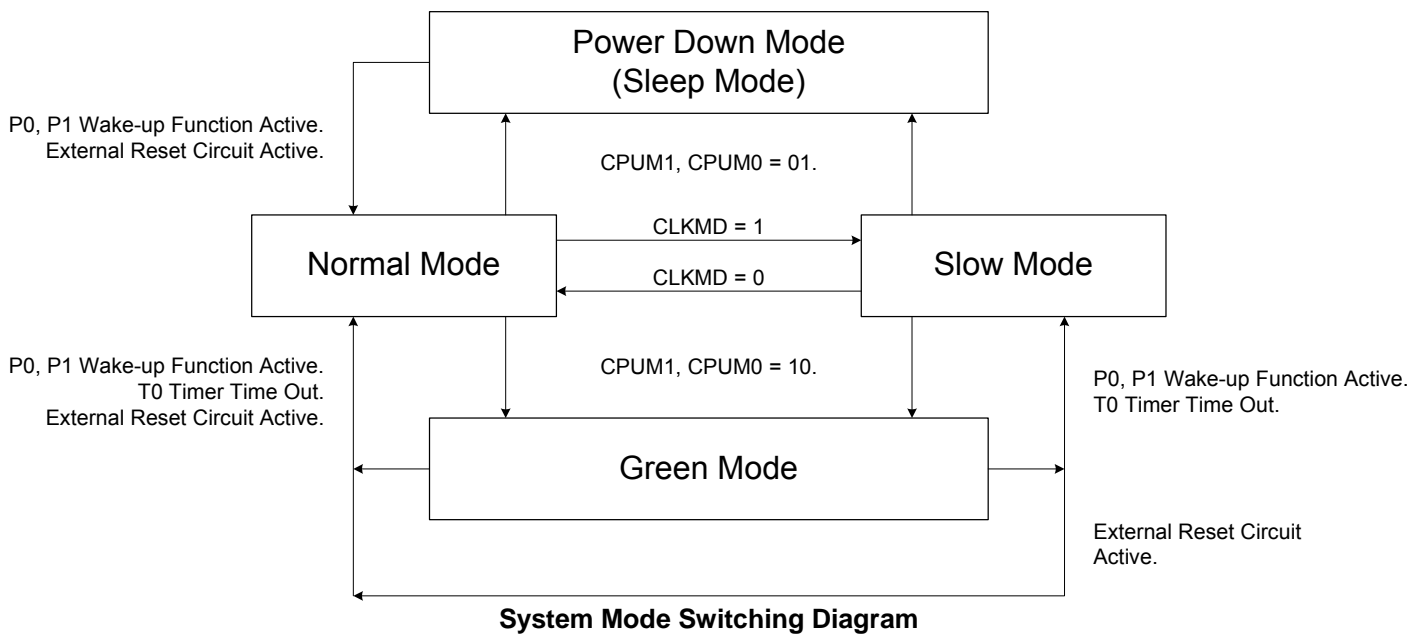 Power Down Mode
(Sleep Mode)
P0, P1 Wake-up Function Active.
External Reset Circuit Active.
CPUM1, CPUM0 = 01.
Normal Mode
CLKMD = 1
CLKMD = 0
Slow Mode
P0, P1 Wake-up Function Active.
T0 Timer Time Out.
External Reset Circuit Active.
CPUM1, CPUM0 = 10.
P0, P1 Wake-up Function Active.
T0 Timer Time Out.
Green Mode
External Reset Circuit
Active.
System Mode Switching Diagram